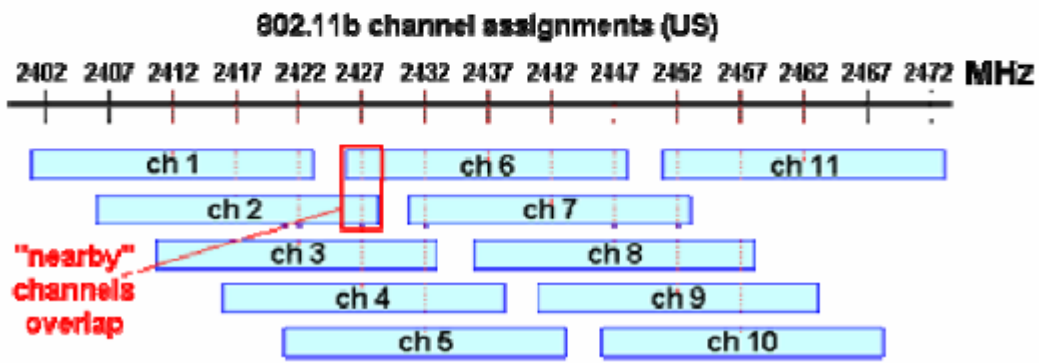 802.11b channel assignments (US)
2402 2407 2412 2417 2422 2427 2432 2437 2442 2447 2452 2457 2462 2467 2472 MHz
ch 1 ch 6 ch 11
ch 2 ch 7
"nearby"
channels
overlap
ch 3 ch 8
ch 4 ch 9
ch 5 ch 10